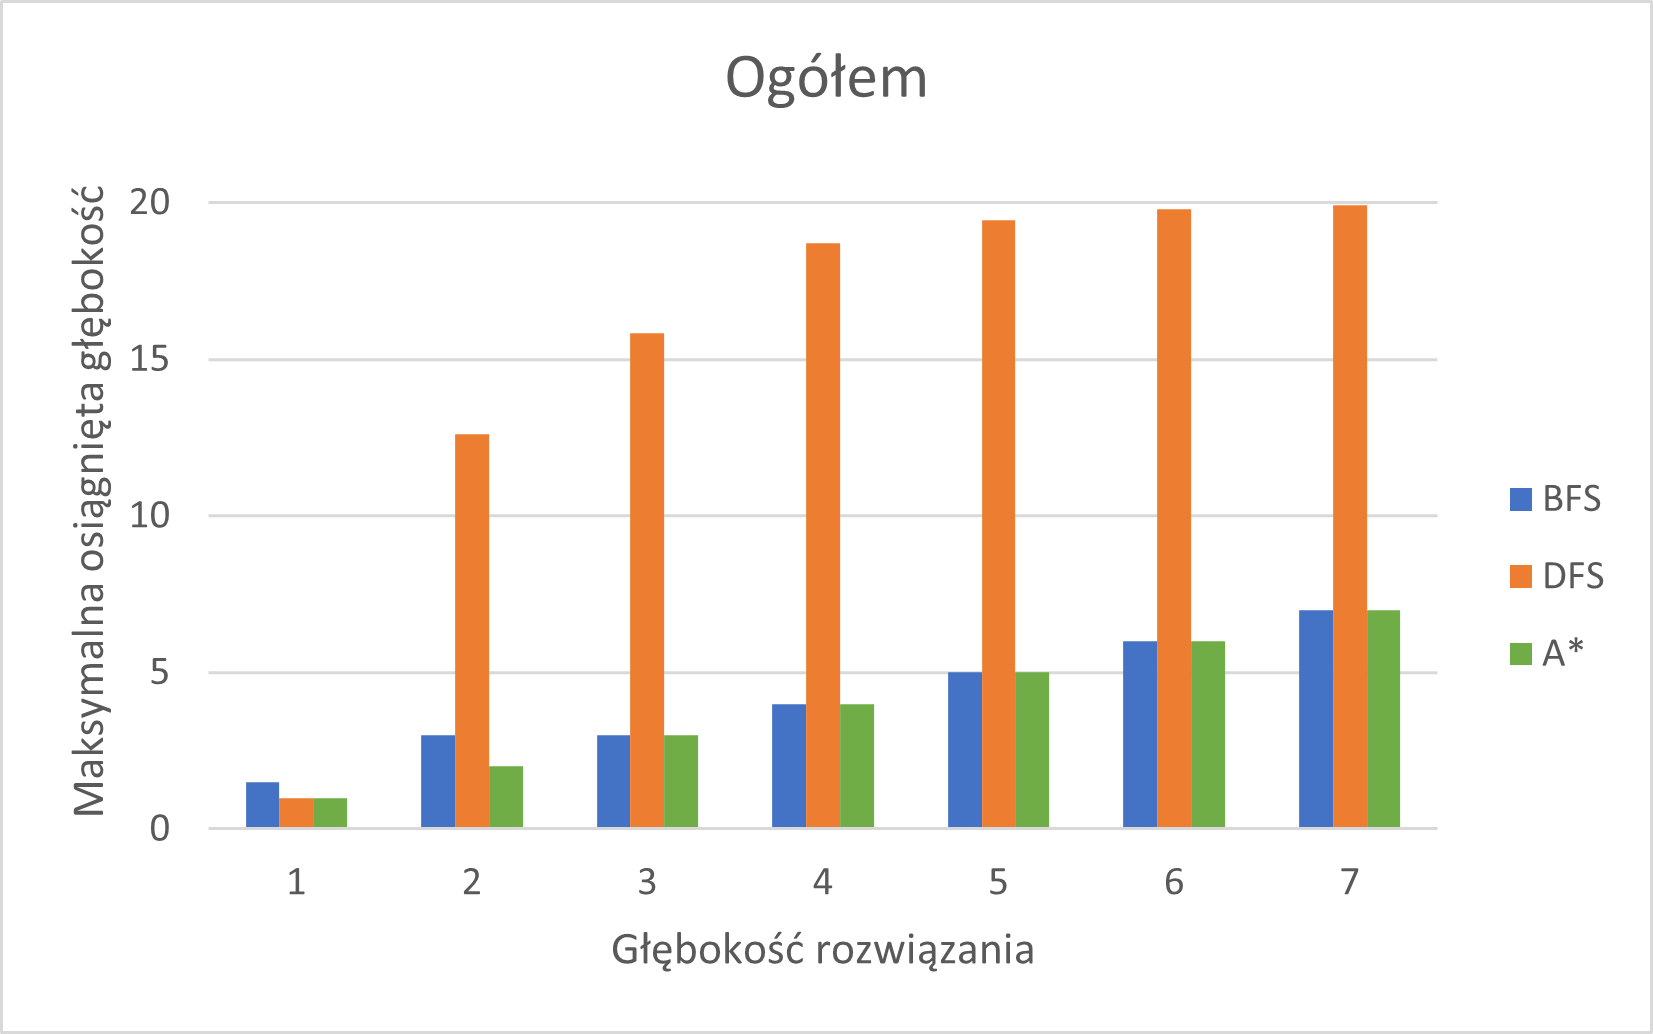 Ogółem
Maksymalna osiągnięta głębokość
20
15
10
5
0
1 2 3 4 5 6 7
Głębokość rozwiązania
BFS
DFS
A*